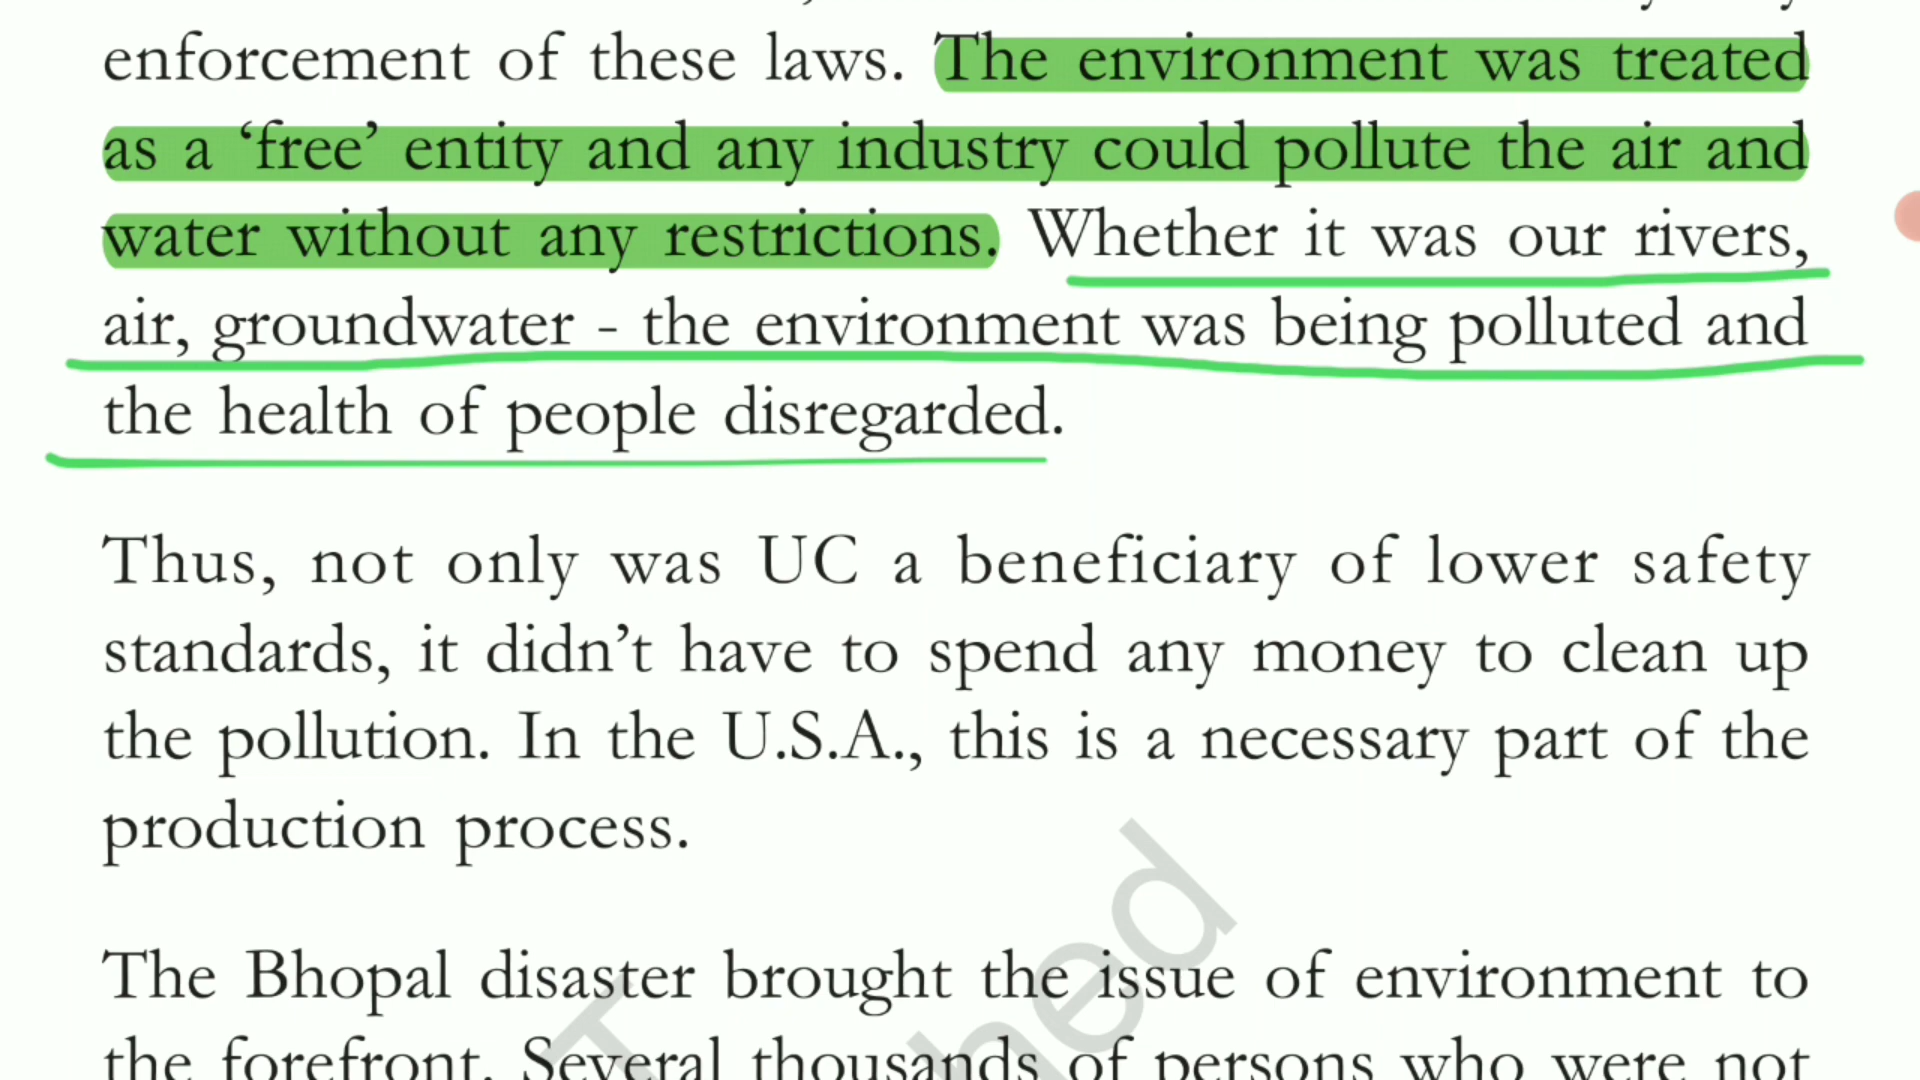 enforcement of these laws. The environment was treated
as a ‘free’ entity and any industry could pollute the air and
water without any restrictions. Whether it was our rivers,
air, groundwater - the environment was being polluted and
the health of people disregarded.
Thus, not only was UC a beneficiary of lower safety
standards, it didn’t have to spend any money to clean up
the pollution. In the U.S.A., this is a necessary part of the
production process.
The Bhopal disaster brought the issue of environment to
the forefront. Several thousands of persons who were not